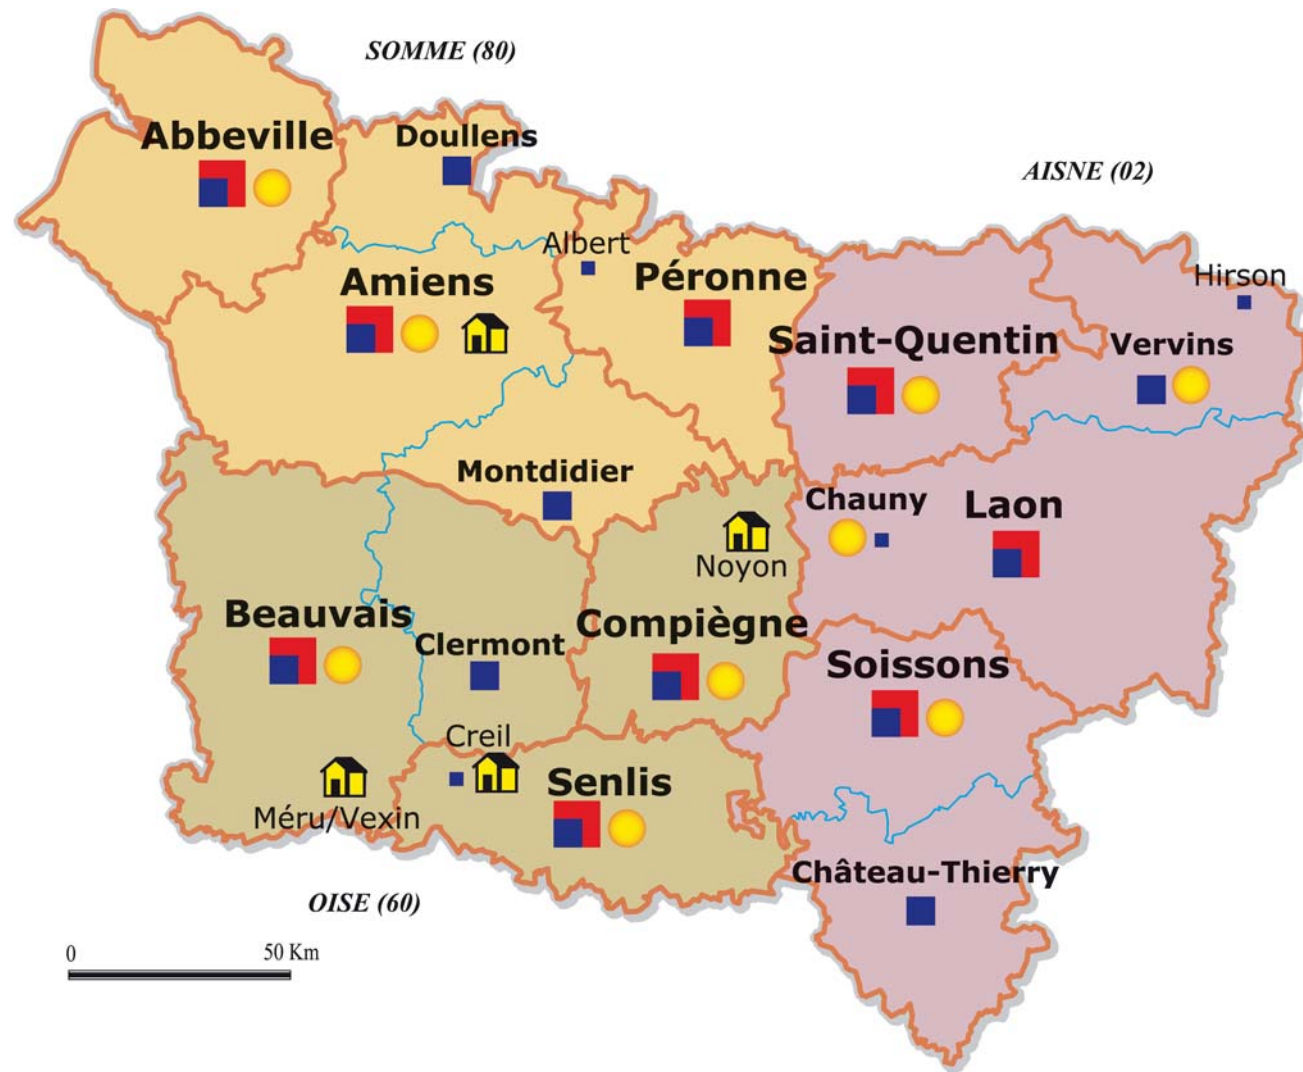 SOMME (80)
Abbeville
Doullens
AISNE (02)
Albert
Amiens
Péronne
Hirson
Saint-Quentin
Vervins
Montdidier
Chauny
Laon
Noyon
Beauvais
Clermont
Compiègne
Soissons
Creil
Senlis
Méru/Vexin
Château-Thierry
OISE (60)
0
50 Km